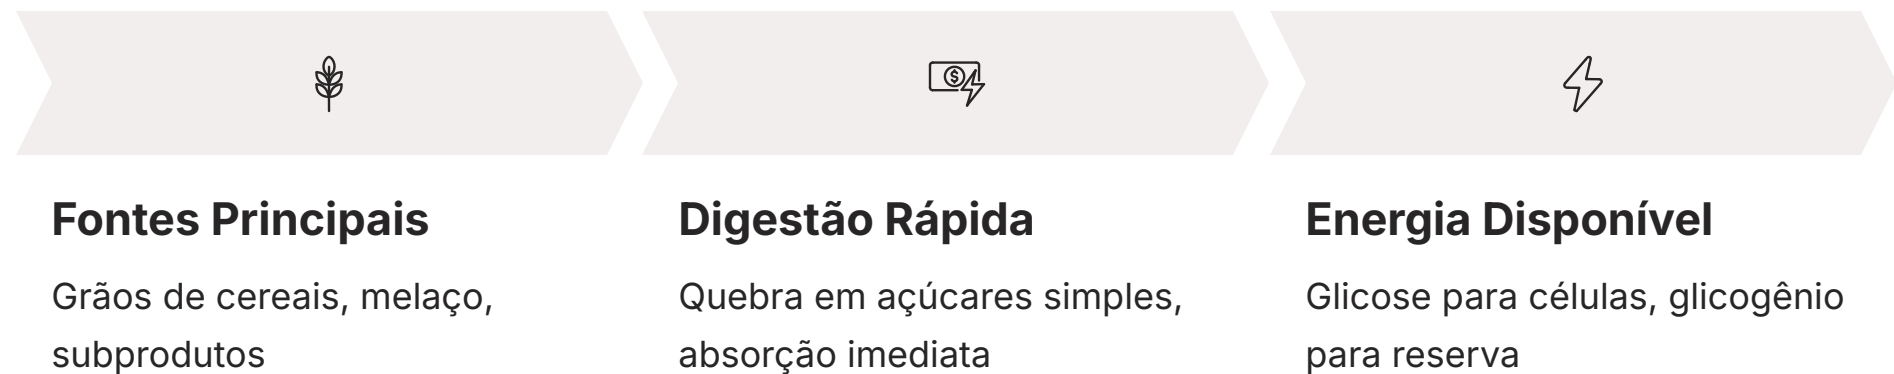 $
Fontes Principais
Grãos de cereais, melaço,
subprodutos
Digestão Rápida
Quebra em açúcares simples,
absorção imediata
Energia Disponível
Glicose para células, glicogênio
para reserva